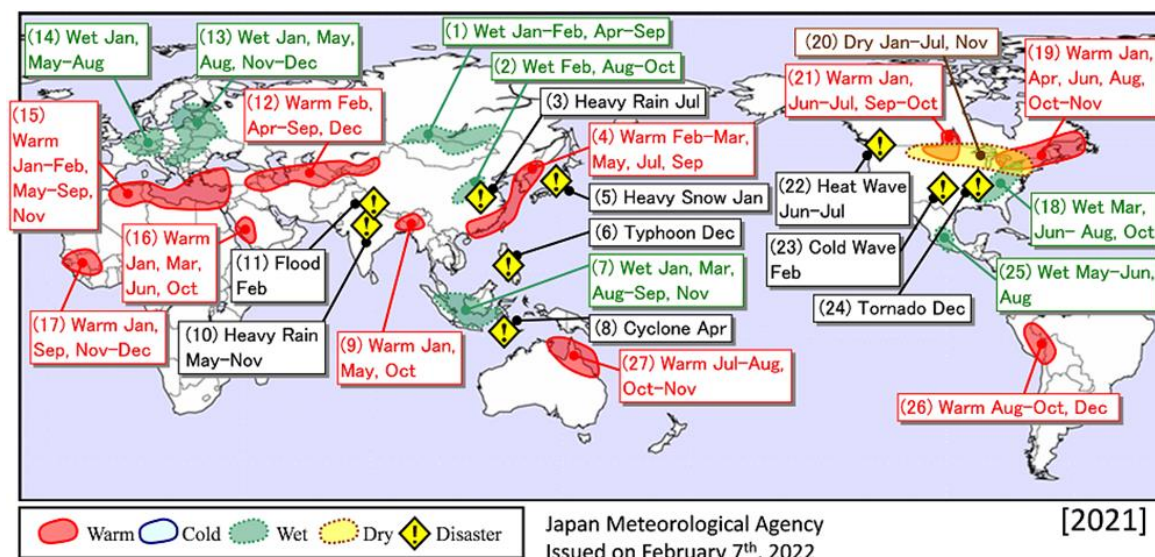 (14) Wet Jan,
May-Aug
(13) Wet Jan, May,
Aug, Nov-Dec
(1) Wet Jan-Feb, Apr-Sep
(2) Wet Feb, Aug-Oct
(20) Dry Jan-Jul, Nov
(19) Warm Jan,
Apr, Jun, Aug,
Oct-Nov
(21) Warm Jan,
Jun-Jul, Sep-Oct
(15)
Warm
Jan-Feb,
May-Sep,
Nov
(12) Warm Feb,
Apr-Sep, Dec
(3) Heavy Rain Jul
(4) Warm Feb-Mar,
May, Jul, Sep
(5) Heavy Snow Jan
(22) Heat Wave
Jun-Jul
(18) Wet Mar,
Jun- Aug, Oct
(16) Warm
Jan, Mar,
Jun, Oct
(11) Flood
Feb
(6) Typhoon Dec
(23) Cold Wave
Feb
(7) Wet Jan, Mar,
Aug-Sep, Nov
(25) Wet May-Jun,
Aug
(24) Tornado Dec
(17) Warm Jan,
Sep, Nov-Dec
(10) Heavy Rain
May-Nov
(9) Warm Jan,
May, Oct
(8) Cyclone Apr
(27) Warm Jul-Aug,
Oct-Nov
(26) Warm Aug-Oct, Dec
Warm Cold Wet Dry Disaster
Japan Meteorological Agency
[2021]
Issued on February 7th, 2022